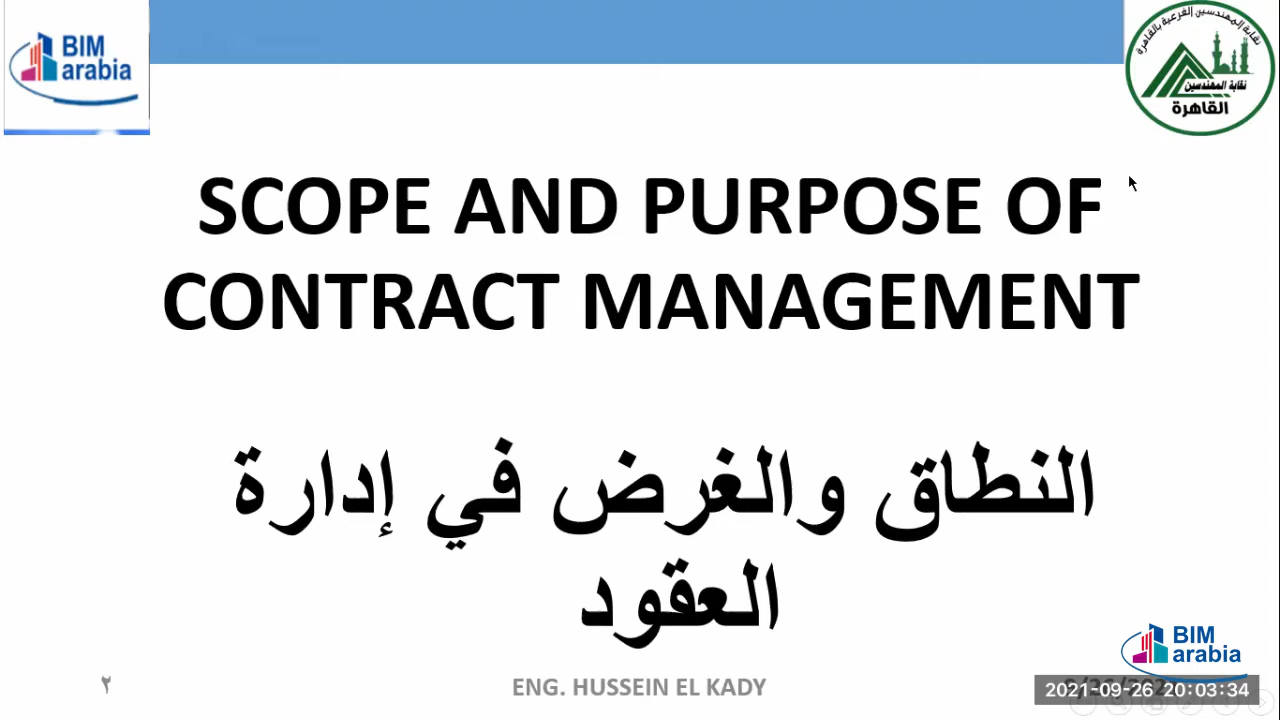 BIM
arabia
نقابة المهندسين الفرعية بالقاهرة
نقابة المهندسين
القاهرة
SCOPE AND PURPOSE OF
CONTRACT MANAGEMENT
النطاق والغرض في إدارة
العقود
BIM
arabia
٢
ENG. HUSSEIN EL KADY
2021-09-26 20:03:34